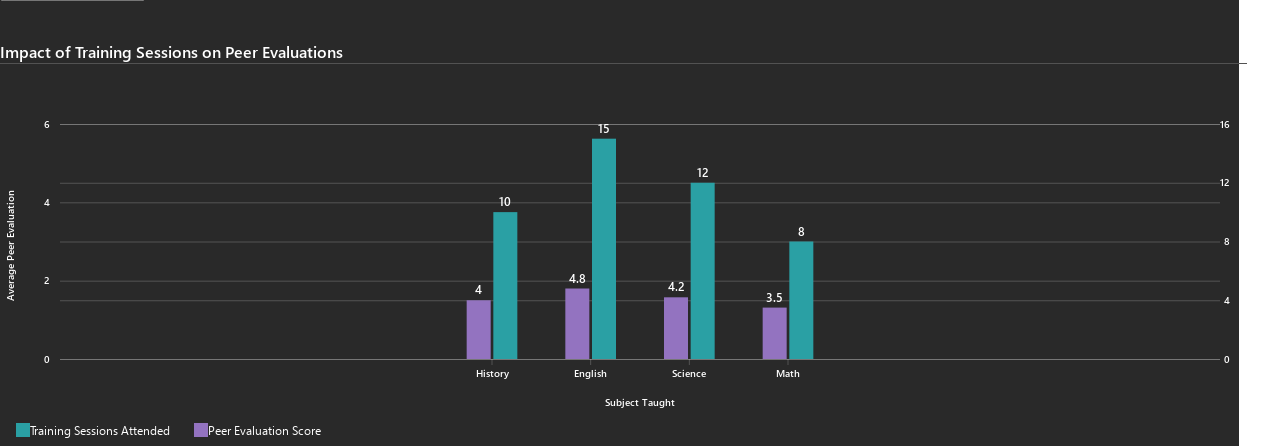 Impact of Training Sessions on Peer Evaluations
6
16
15
12
12
10
4
8
8
Average Peer Evaluation
4.8
4.2
4
3.5
2
4
0
0
History
English
Science
Math
Subject Taught
Training Sessions Attended
Peer Evaluation Score